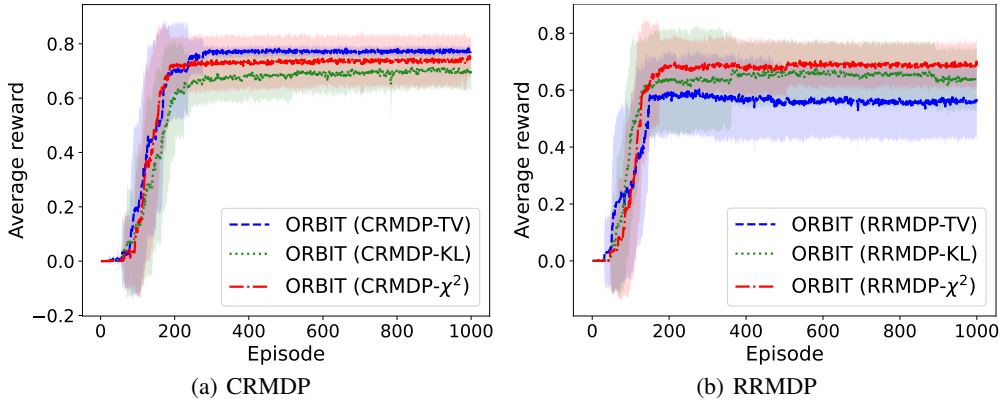 Average reward
0.8
0.6
0.4
0.2
0.0
−0.2
ORBIT (CRMDP-TV)
ORBIT (CRMDP-KL)
ORBIT (CRMDP-χ²)
0 200 400 600 800 1000
Episode
(a) CRMDP
Average reward
0.8
0.6
0.4
0.2
0.0
ORBIT (RRMDP-TV)
ORBIT (RRMDP-KL)
ORBIT (RRMDP-χ²)
0 200 400 600 800 1000
Episode
(b) RRMDP